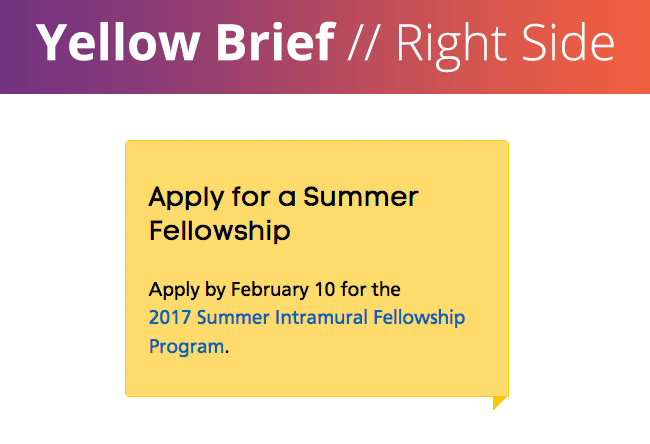 Yellow Brief // Right Side
Apply for a Summer
Fellowship
Apply by February 10 for the
2017 Summer Intramural Fellowship
Program.